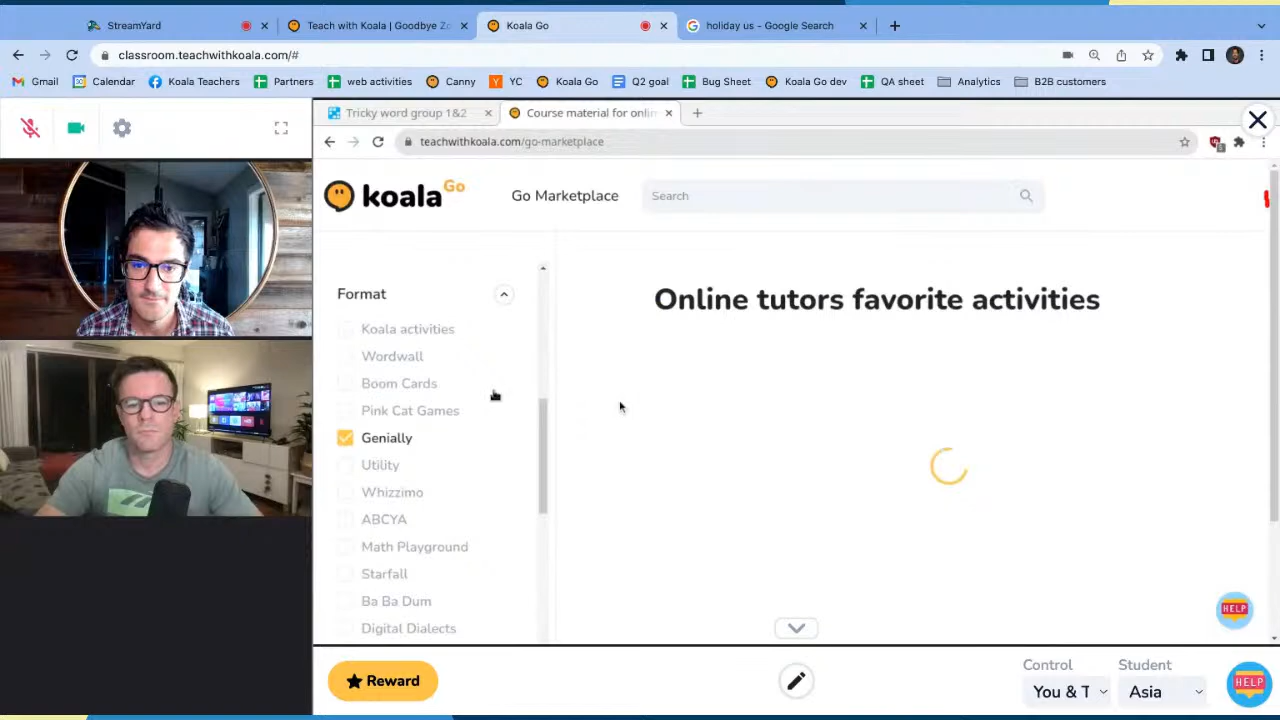 StreamYard
Teach with Koala | Goodbye Zo
Koala Go
holiday us - Google Search
classroom.teachwithkoala.com/#
Gmail
Calendar
Koala Teachers
Partners
web activities
Canny
YC
Koala Go
Q2 goal
Bug Sheet
Koala Go dev
QA sheet
Analytics
B2B customers
Tricky word group 1&2
Course material for onlin
teachwithkoala.com/go-marketplace
koala Go
Go Marketplace
Search
Format
Koala activities
Wordwall
Boom Cards
Pink Cat Games
Genially
Utility
Whizzimo
ABCYA
Math Playground
Starfall
Ba Ba Dum
Digital Dialects
Online tutors favorite activities
HELP
Reward
Control
You & T
Student
Asia
HELP